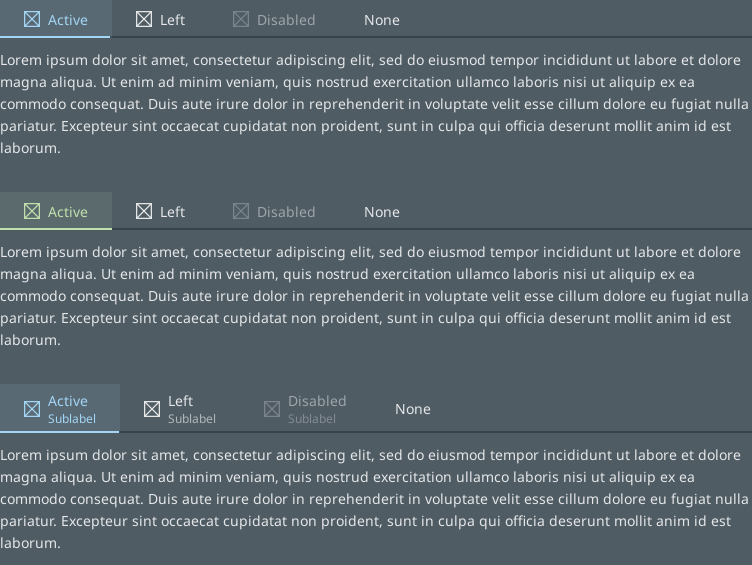 Active Left Disabled None
Lorem ipsum dolor sit amet, consectetur adipiscing elit, sed do eiusmod tempor incididunt ut labore et dolore
magna aliqua. Ut enim ad minim veniam, quis nostrud exercitation ullamco laboris nisi ut aliquip ex ea
commodo consequat. Duis aute irure dolor in reprehenderit in voluptate velit esse cillum dolore eu fugiat nulla
pariatur. Excepteur sint occaecat cupidatat non proident, sunt in culpa qui officia deserunt mollit anim id est
laborum.
Active Left Disabled None
Lorem ipsum dolor sit amet, consectetur adipiscing elit, sed do eiusmod tempor incididunt ut labore et dolore
magna aliqua. Ut enim ad minim veniam, quis nostrud exercitation ullamco laboris nisi ut aliquip ex ea
commodo consequat. Duis aute irure dolor in reprehenderit in voluptate velit esse cillum dolore eu fugiat nulla
pariatur. Excepteur sint occaecat cupidatat non proident, sunt in culpa qui officia deserunt mollit anim id est
laborum.
Active Left Disabled None
Sublabel Sublabel Sublabel
Lorem ipsum dolor sit amet, consectetur adipiscing elit, sed do eiusmod tempor incididunt ut labore et dolore
magna aliqua. Ut enim ad minim veniam, quis nostrud exercitation ullamco laboris nisi ut aliquip ex ea
commodo consequat. Duis aute irure dolor in reprehenderit in voluptate velit esse cillum dolore eu fugiat nulla
pariatur. Excepteur sint occaecat cupidatat non proident, sunt in culpa qui officia deserunt mollit anim id est
laborum.